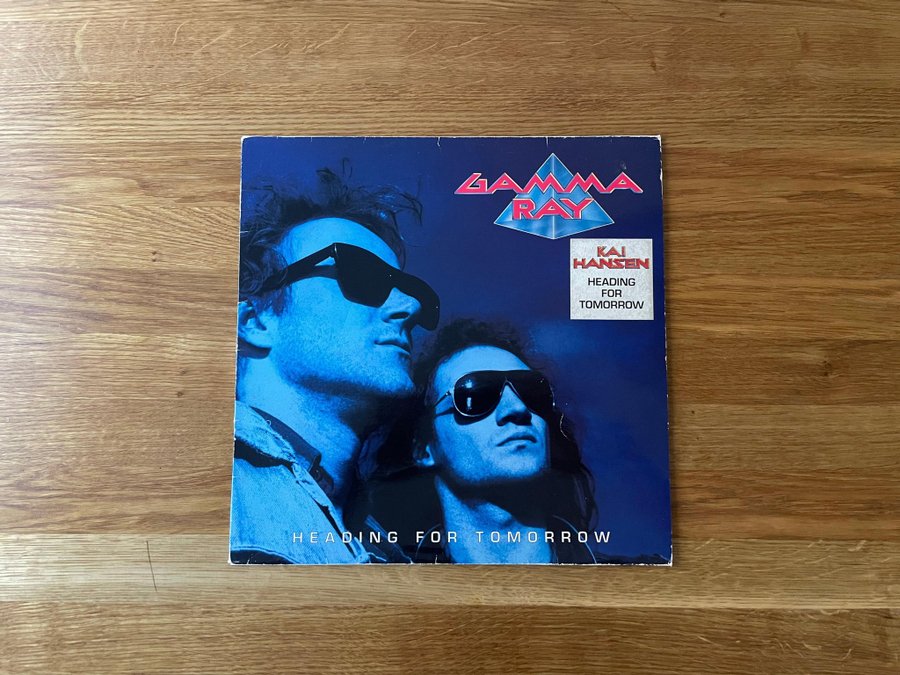 GAMMA
RAY
KAI
HANSEN
HEADING
FOR
TOMORROW
HEADING FOR TOMORROW